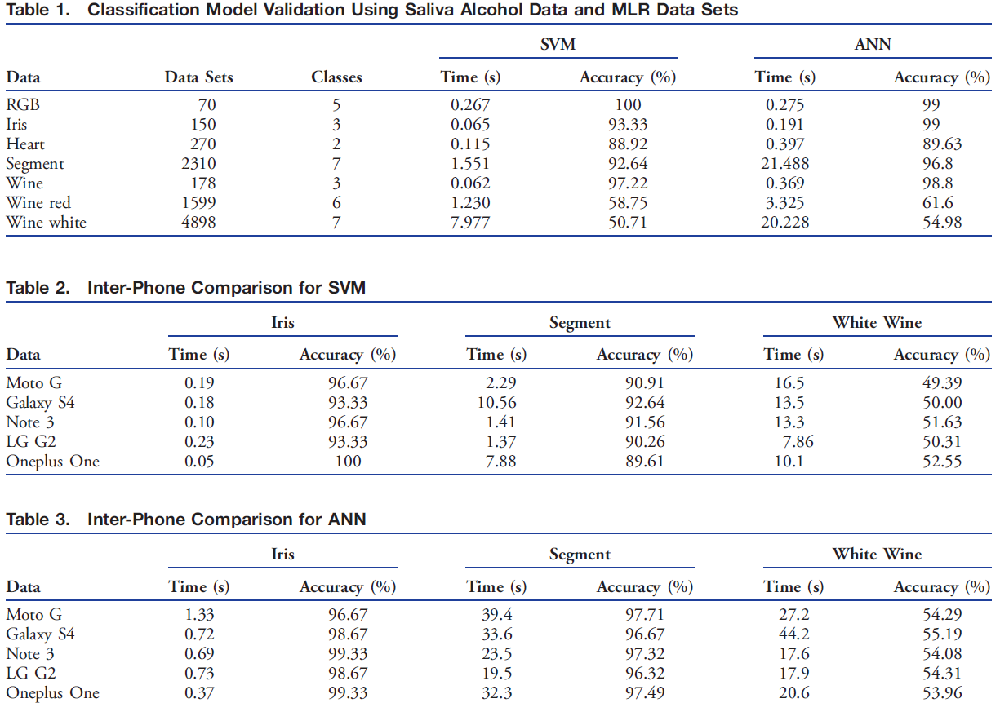 Table 1. Classification Model Validation Using Saliva Alcohol Data and MLR Data Sets
SVM ANN
Data Data Sets Classes Time (s) Accuracy (%) Time (s) Accuracy (%)
RGB 70 5 0.267 100 0.275 99
Iris 150 3 0.065 93.33 0.191 99
Heart 270 2 0.115 88.92 0.397 89.63
Segment 2310 7 1.551 92.64 21.488 96.8
Wine 178 3 0.062 97.22 0.369 98.8
Wine red 1599 6 1.230 58.75 3.325 61.6
Wine white 4898 7 7.977 50.71 20.228 54.98
Table 2. Inter-Phone Comparison for SVM
Iris Segment White Wine
Data Time (s) Accuracy (%) Time (s) Accuracy (%) Time (s) Accuracy (%)
Moto G 0.19 96.67 2.29 90.91 16.5 49.39
Galaxy S4 0.18 93.33 10.56 92.64 13.5 50.00
Note 3 0.10 96.67 1.41 91.56 13.3 51.63
LG G2 0.23 93.33 1.37 90.26 7.86 50.31
Oneplus One 0.05 100 7.88 89.61 10.1 52.55
Table 3. Inter-Phone Comparison for ANN
Iris Segment White Wine
Data Time (s) Accuracy (%) Time (s) Accuracy (%) Time (s) Accuracy (%)
Moto G 1.33 96.67 39.4 97.71 27.2 54.29
Galaxy S4 0.72 98.67 33.6 96.67 44.2 55.19
Note 3 0.69 99.33 23.5 97.32 17.6 54.08
LG G2 0.73 98.67 19.5 96.32 17.9 54.31
Oneplus One 0.37 99.33 32.3 97.49 20.6 53.96